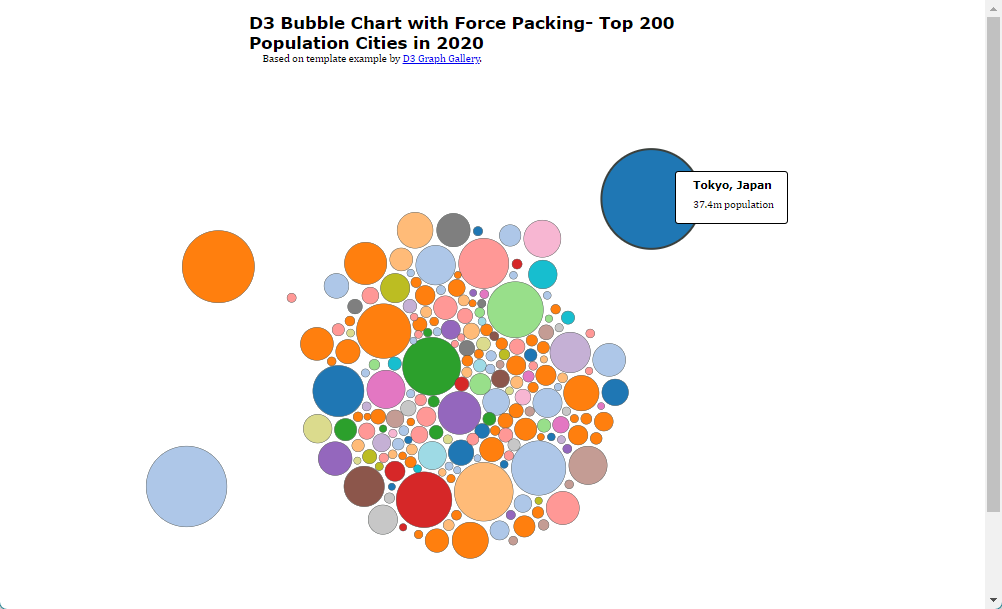 D3 Bubble Chart with Force Packing- Top 200
Population Cities in 2020
Based on template example by D3 Graph Gallery.
Tokyo, Japan
37.4m population